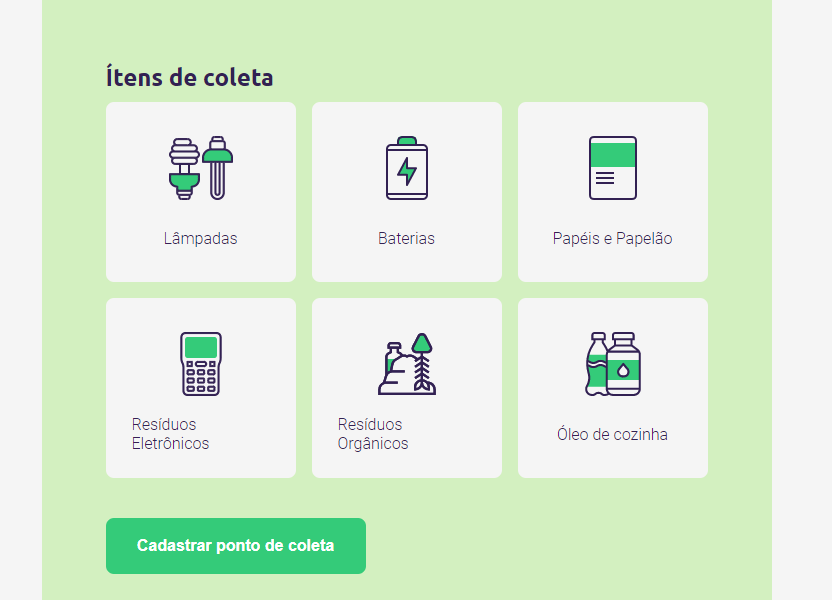 Ítens de coleta
Lâmpadas
Baterias
Papéis e Papelão
Resíduos
Eletrônicos
Resíduos
Orgânicos
Óleo de cozinha
Cadastrar ponto de coleta